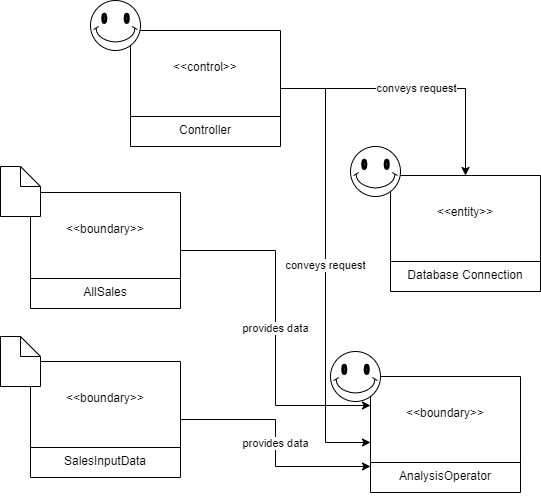 <<control>>
Controller
conveys request
<<entity>>
Database Connection
<<boundary>>
AllSales
conveys request
provides data
<<boundary>>
SalesInputData
provides data
<<boundary>>
AnalysisOperator